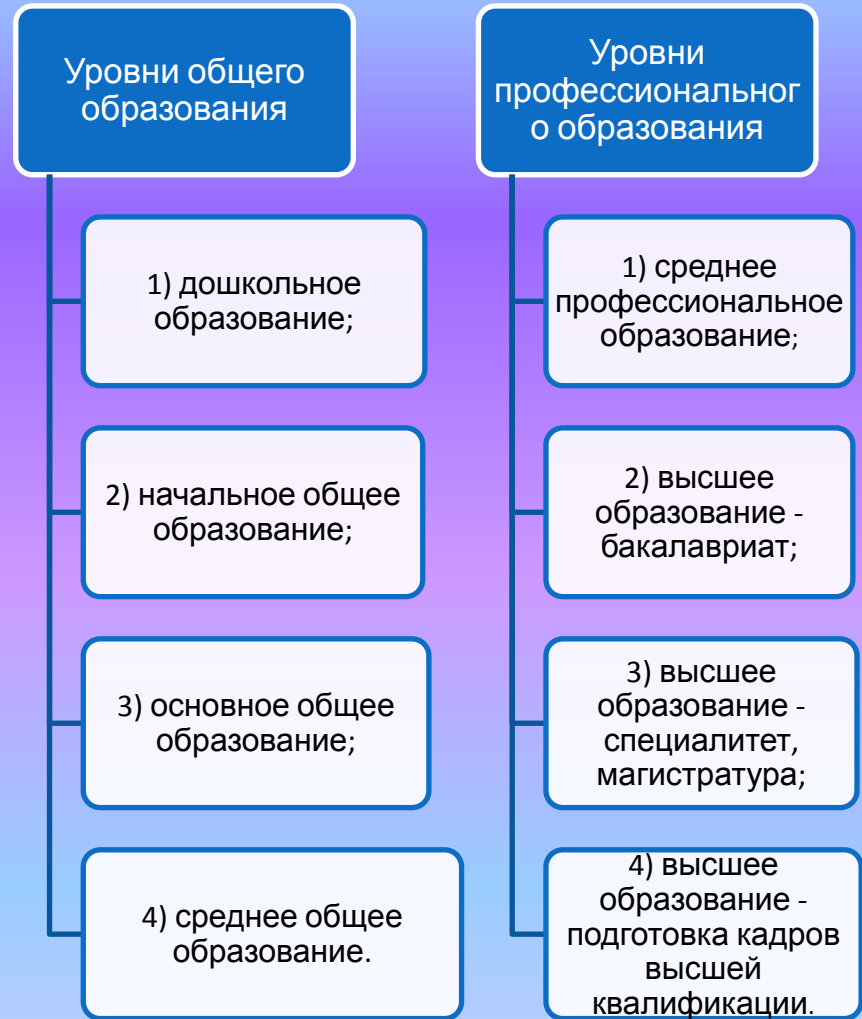 Уровни общего
образования
1) дошкольное
образование;
2) начальное общее
образование;
3) основное общее
образование;
4) среднее общее
образование.
Уровни
профессиональног
о образования
1) среднее
профессиональное
образование;
2) высшее
образование -
бакалавриат;
3) высшее
образование -
специалитет,
магистратура;
4) высшее
образование -
подготовка кадров
высшей
квалификации.